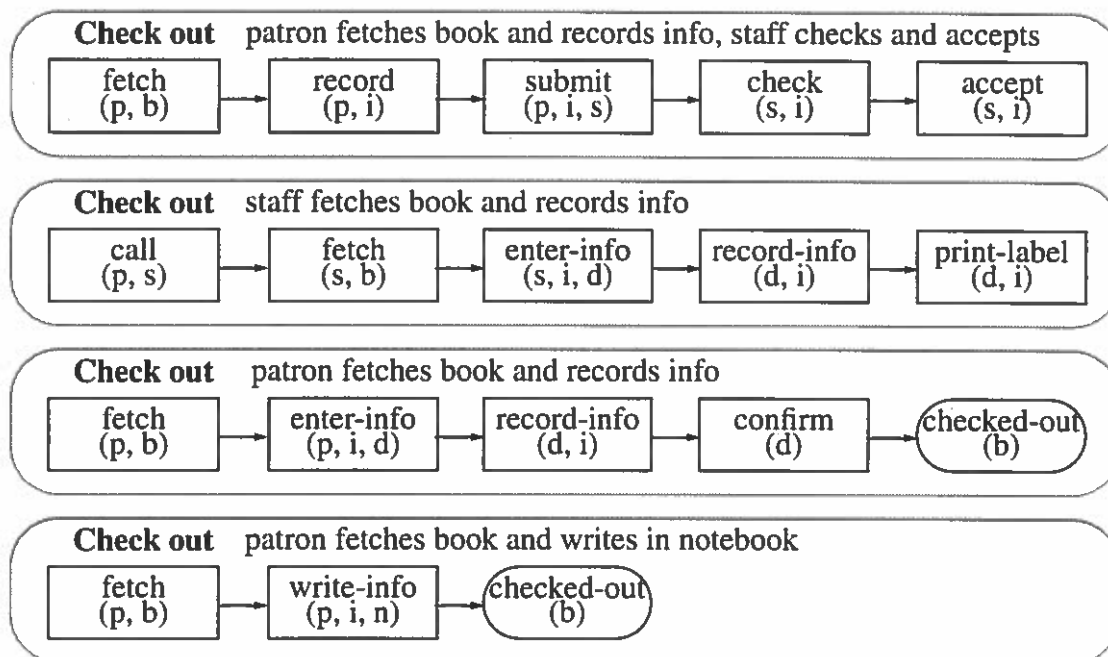 Check out patron fetches book and records info, staff checks and accepts
fetch record submit check accept
(p, b) (p, i) (p, i, s) (s, i) (s, i)
Check out staff fetches book and records info
call fetch enter-info record-info print-label
(p, s) (s, b) (s, i, d) (d, i) (d, i)
Check out patron fetches book and records info
fetch enter-info record-info confirm checked-out
(p, b) (p, i, d) (d, i) (d) (b)
Check out patron fetches book and writes in notebook
fetch write-info checked-out
(p, b) (p, i, n) (b)